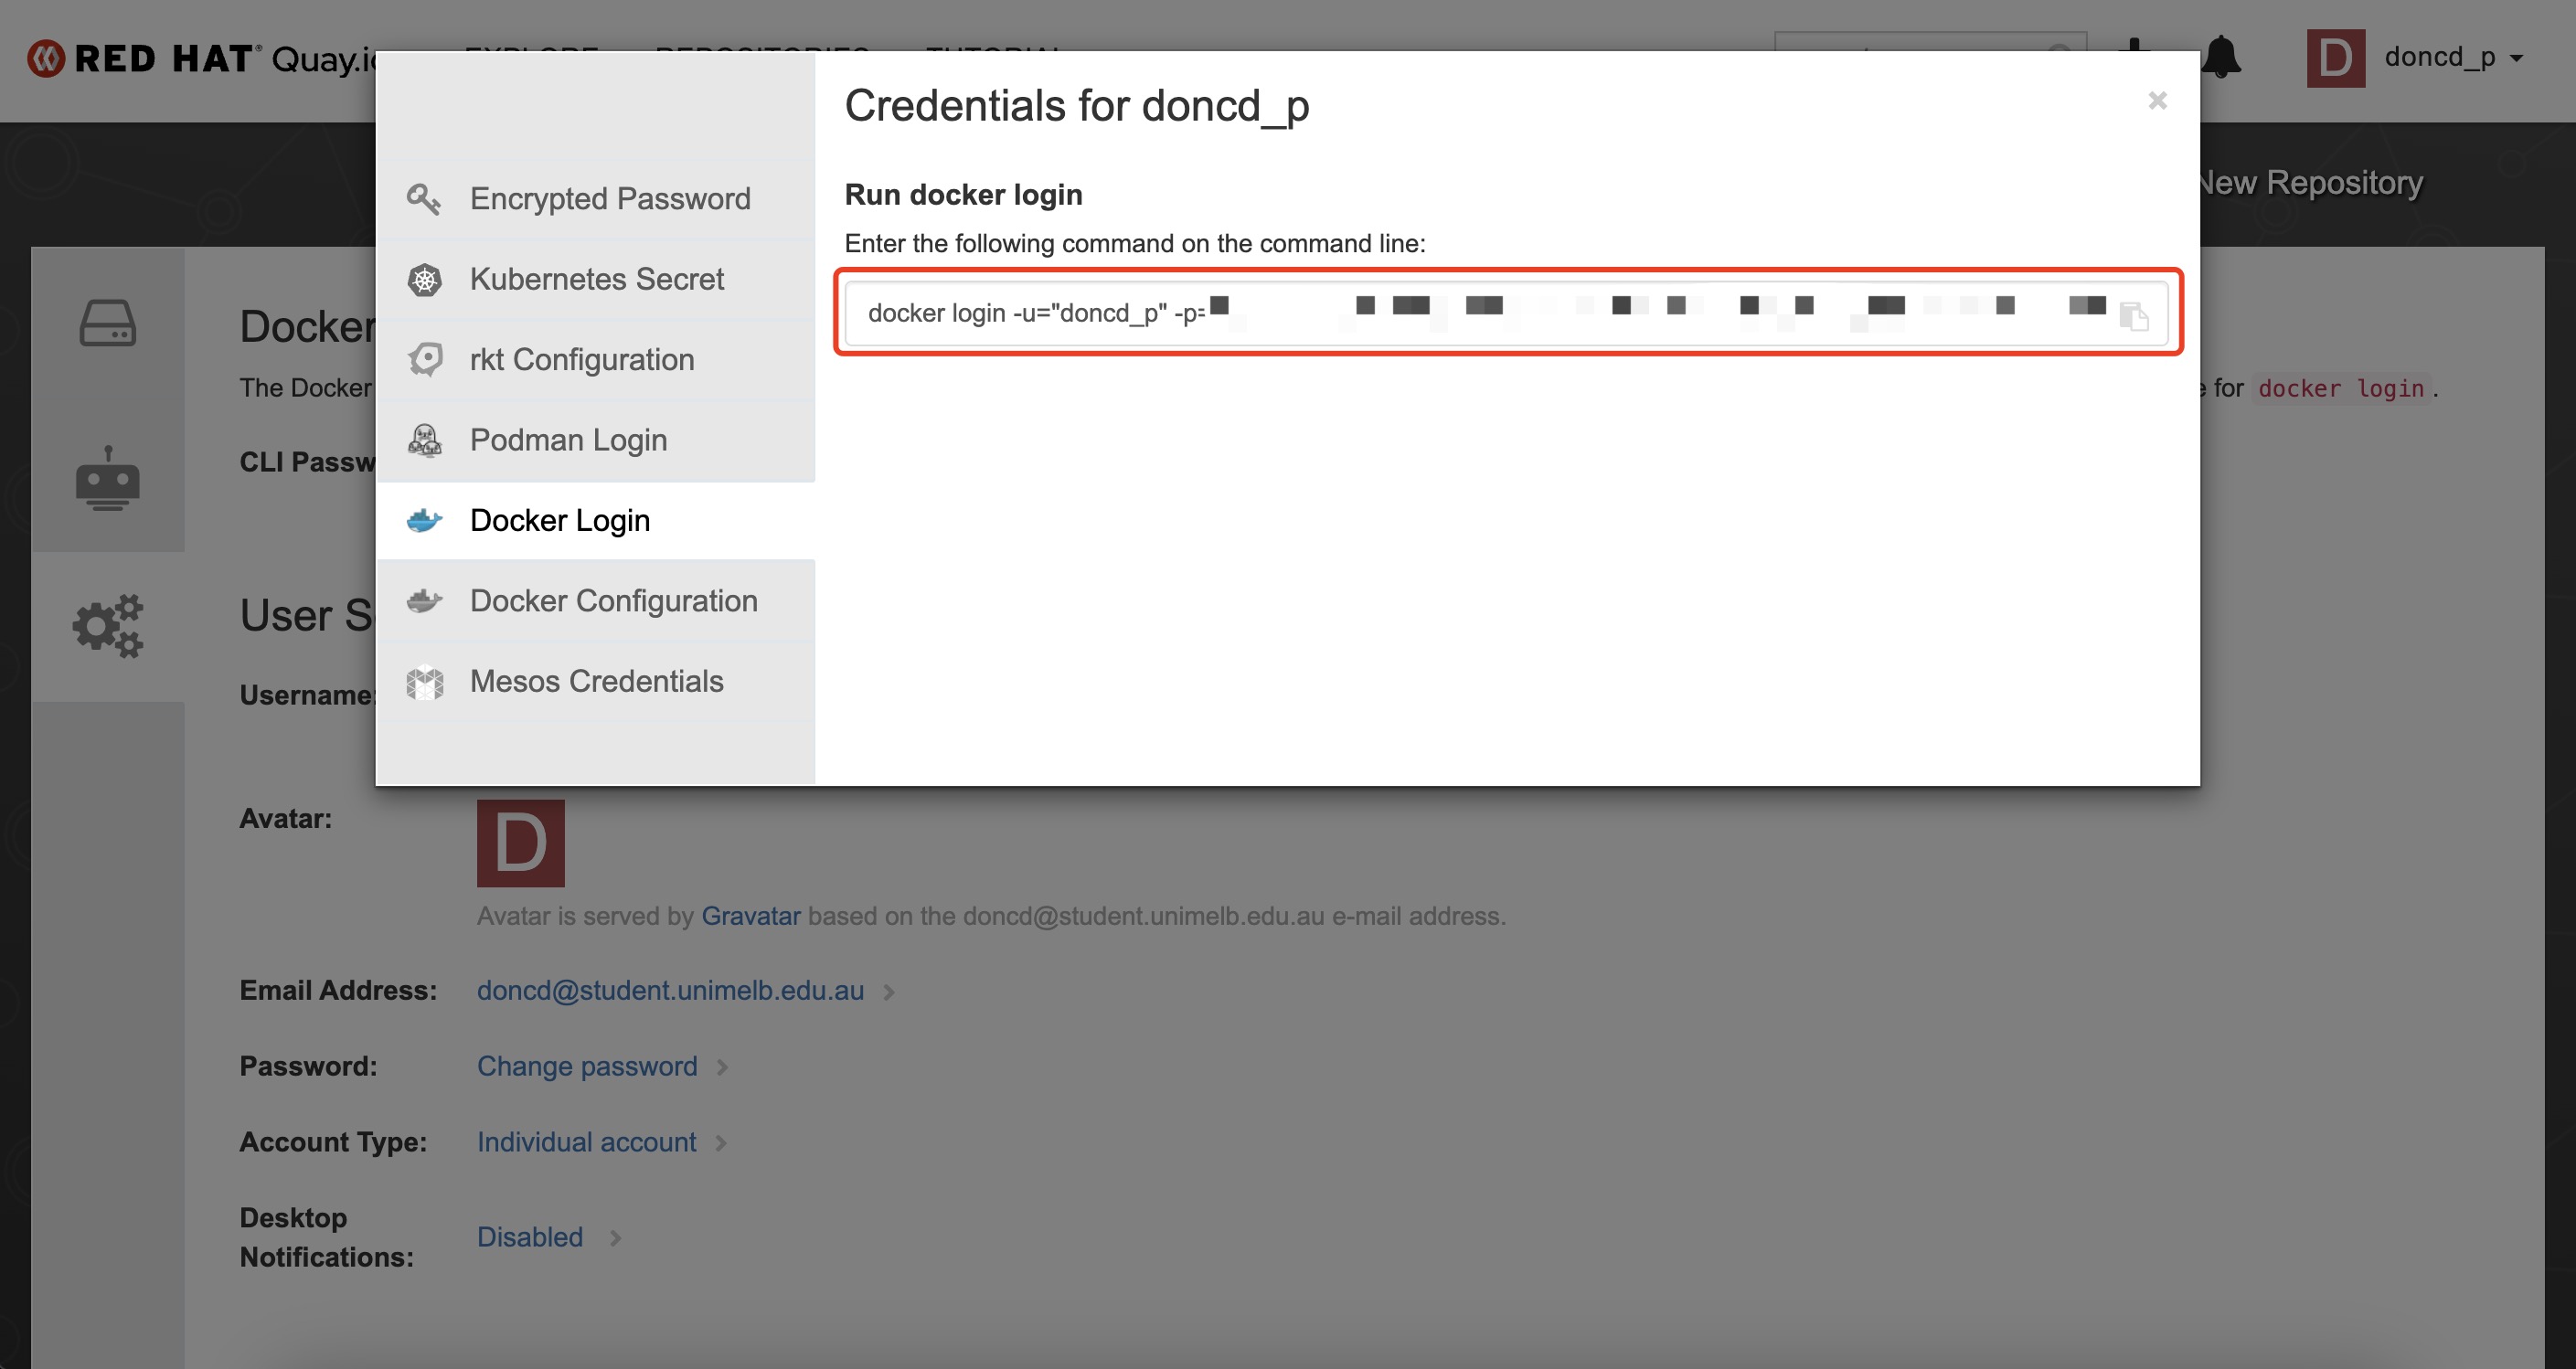 RED HAT® Quay.io
EXPLORE REPOSITORIES TUTORIAL
D doncd_p
Credentials for doncd_p
×
Run docker login
Enter the following command on the command line:
docker login -u="doncd_p" -p=
Encrypted Password
Kubernetes Secret
rkt Configuration
Podman Login
Docker Login
Docker Configuration
Mesos Credentials
New Repository
Docker
The Docker
e for docker login.
CLI Passw
User S
Username:
Avatar:
D
Avatar is served by Gravatar based on the doncd@student.unimelb.edu.au e-mail address.
Email Address: doncd@student.unimelb.edu.au
Password: Change password
Account Type: Individual account
Desktop
Notifications: Disabled